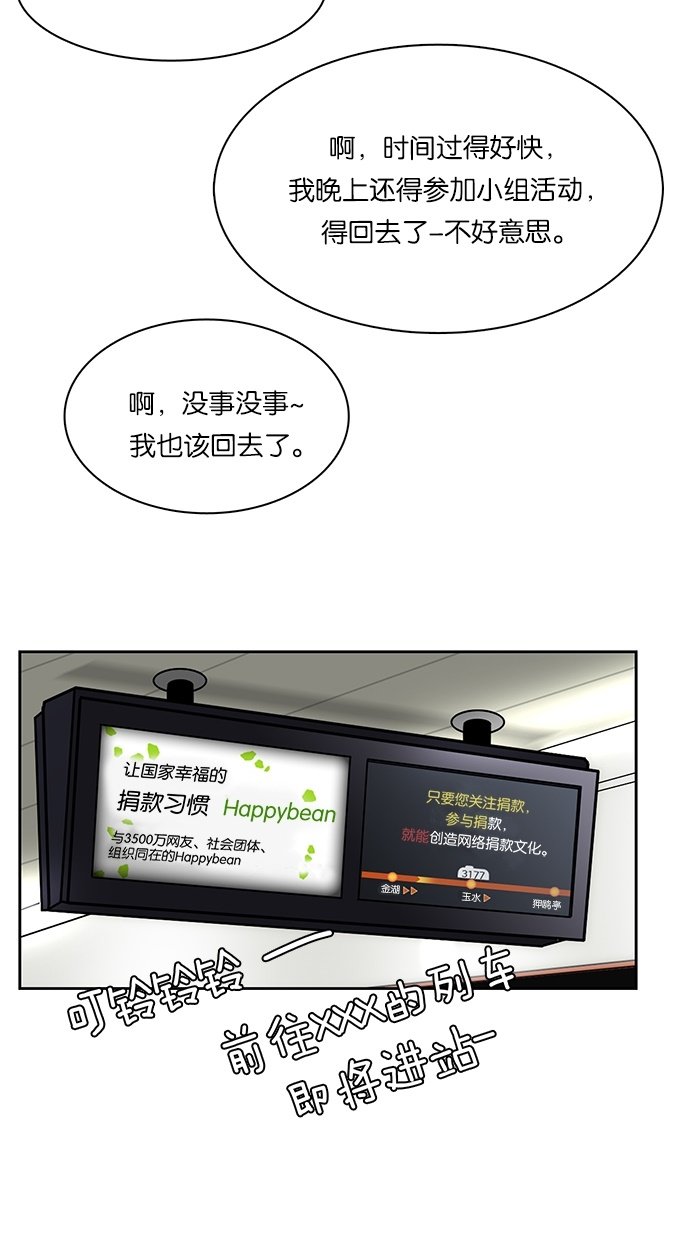 啊，时间过得好快，
我晚上还得参加小组活动，
得回去了-不好意思。
啊，没事没事~
我也该回去了。
让国家幸福的
捐款习惯 Happybean
与3500万网友、社会团体、
组织同在的Happybean
只要您关注捐款，
参与捐款，
就能创造网络捐款文化。
3177
金湖 玉水 狎鸥亭
叮铃铃铃
前往XXX的列车
即将进站-